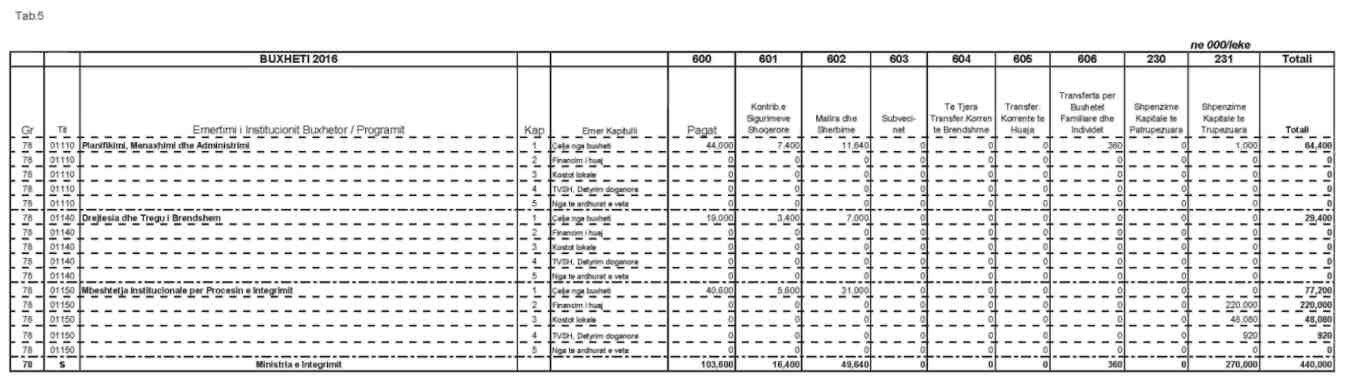 Tab.5
ne 000/leke
BUXHETI 2016 600 601 602 603 604 605 606 230 231 Totali
Gr Tit Emertimi i Institucionit Buxhetor / Programit Kap Emer Kapitulli Pagat Kontrib.e Sigurimeve Shoqerore Mallra dhe Sherbime Subvecionet Te Tjera Transfer.Korren te Brendshme Transfer. Korrente te Huaja Transferta per Buxhetet Familiare dhe Individet Shpenzime Kapitale te Patrupezuara Shpenzime Kapitale te Trupezuara Totali
78 01110 Planifikimi, Menaxhimi dhe Administrimi 1 Celje nga buxheti 44,000 7,400 11,640 0 0 0 360 0 1,000 64,400
78 01110 2 Financim i huaj 0 0 0 0 0 0 0 0 0 0
78 01110 3 Kostot lokale 0 0 0 0 0 0 0 0 0 0
78 01110 4 TVSH, Detyrim doganore 0 0 0 0 0 0 0 0 0 0
78 01110 5 Nga te ardhurat e veta 0 0 0 0 0 0 0 0 0 0
78 01140 Drejtesia dhe Tregu i Brendshem 1 Celje nga buxheti 19,000 3,400 7,000 0 0 0 0 0 0 29,400
78 01140 2 Financim i huaj 0 0 0 0 0 0 0 0 0 0
78 01140 3 Kostot lokale 0 0 0 0 0 0 0 0 0 0
78 01140 4 TVSH, Detyrim doganore 0 0 0 0 0 0 0 0 0 0
78 01140 5 Nga te ardhurat e veta 0 0 0 0 0 0 0 0 0 0
78 01150 Mbeshtetja Institucionale per Procesin e Integrimit 1 Celje nga buxheti 40,600 5,600 31,000 0 0 0 0 0 0 77,200
78 01150 2 Financim i huaj 0 0 0 0 0 0 0 0 220,000 220,000
78 01150 3 Kostot lokale 0 0 0 0 0 0 0 0 48,080 48,080
78 01150 4 TVSH, Detyrim doganore 0 0 0 0 0 0 0 0 920 920
78 01150 5 Nga te ardhurat e veta 0 0 0 0 0 0 0 0 0 0
78 S Ministria e Integrimit 103,600 16,400 49,640 0 0 0 360 0 270,000 440,000